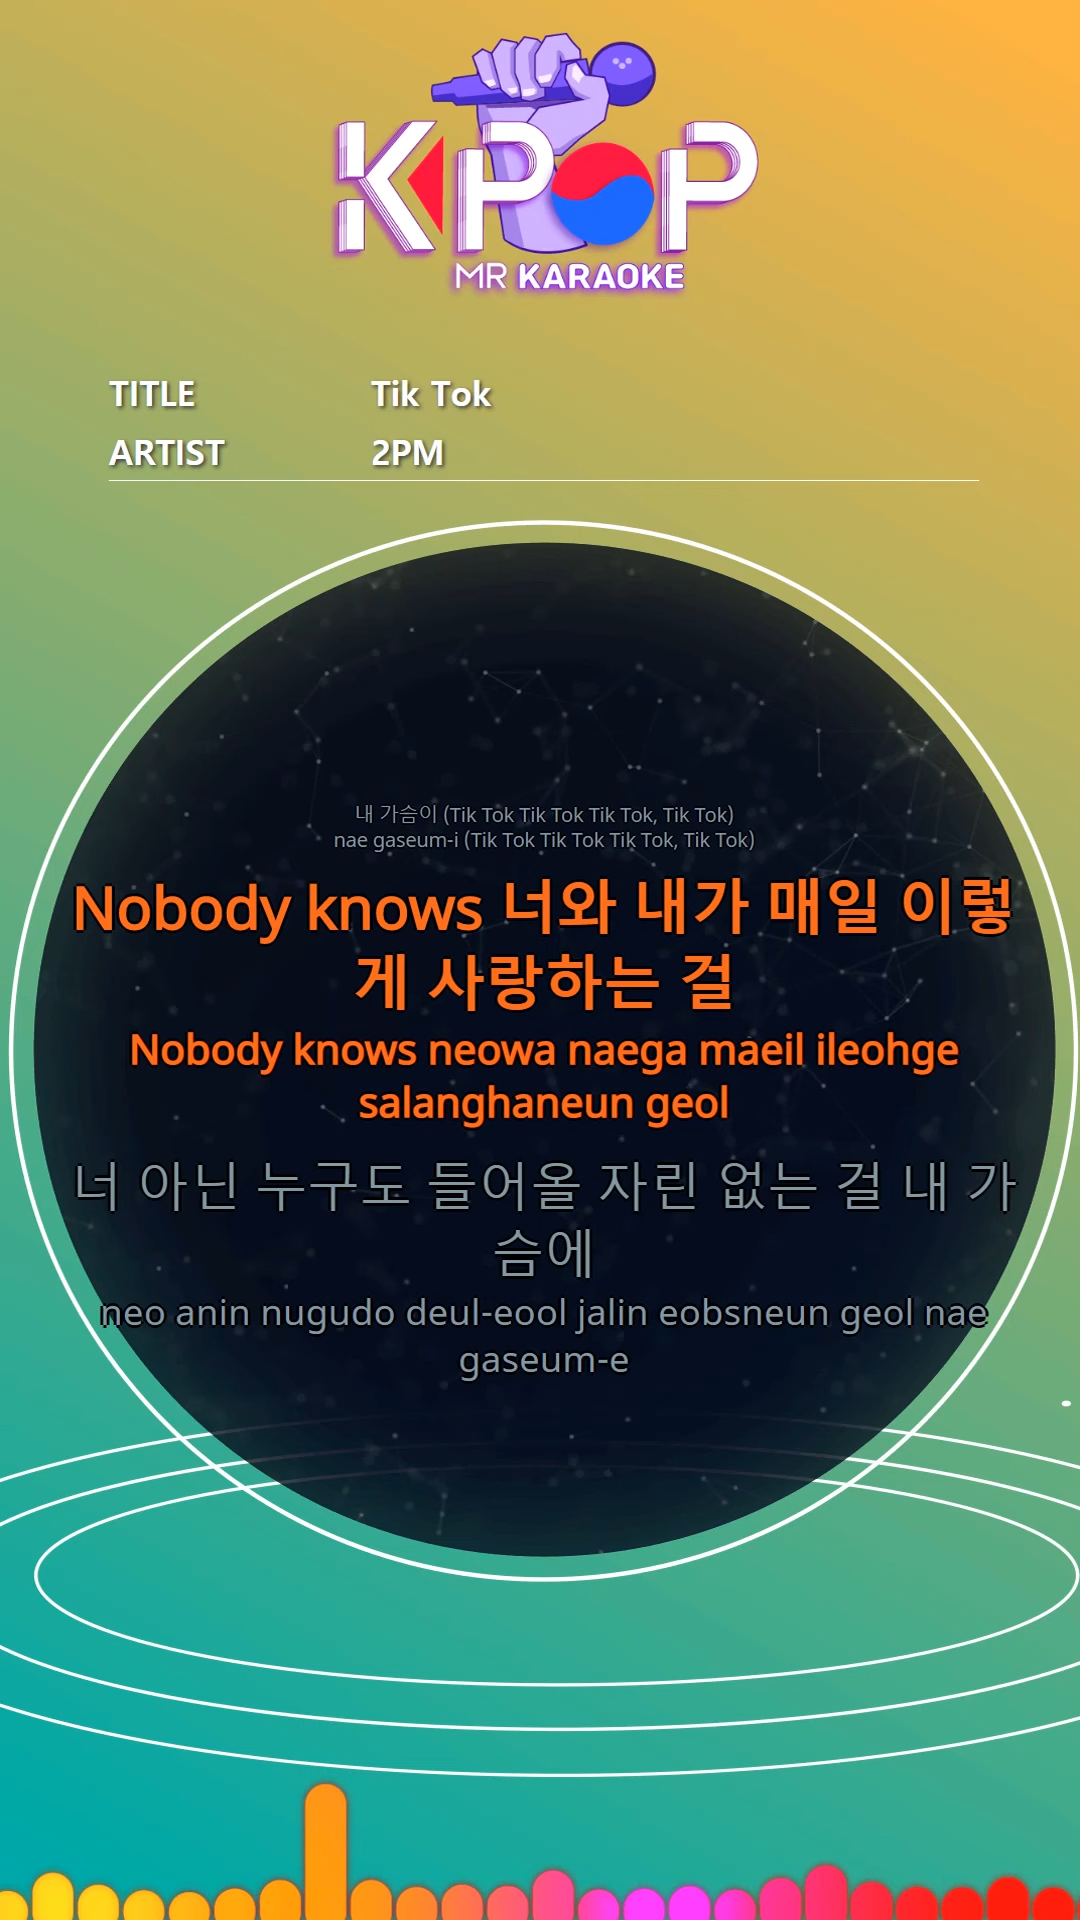 KPOP
MR KARAOKE
TITLE Tik Tok
ARTIST 2PM
내 가슴이 (Tik Tok Tik Tok Tik Tok, Tik Tok)
nae gaseum-i (Tik Tok Tik Tok Tik Tok, Tik Tok)
Nobody knows 너와 내가 매일 이렇
게 사랑하는 걸
Nobody knows neowa naega maeil ileohge
salanghaneun geol
너 아닌 누구도 들어올 자린 없는 걸 내 가
슴에
neo anin nugudo deul-eool jalin eobsneun geol nae
gaseum-e